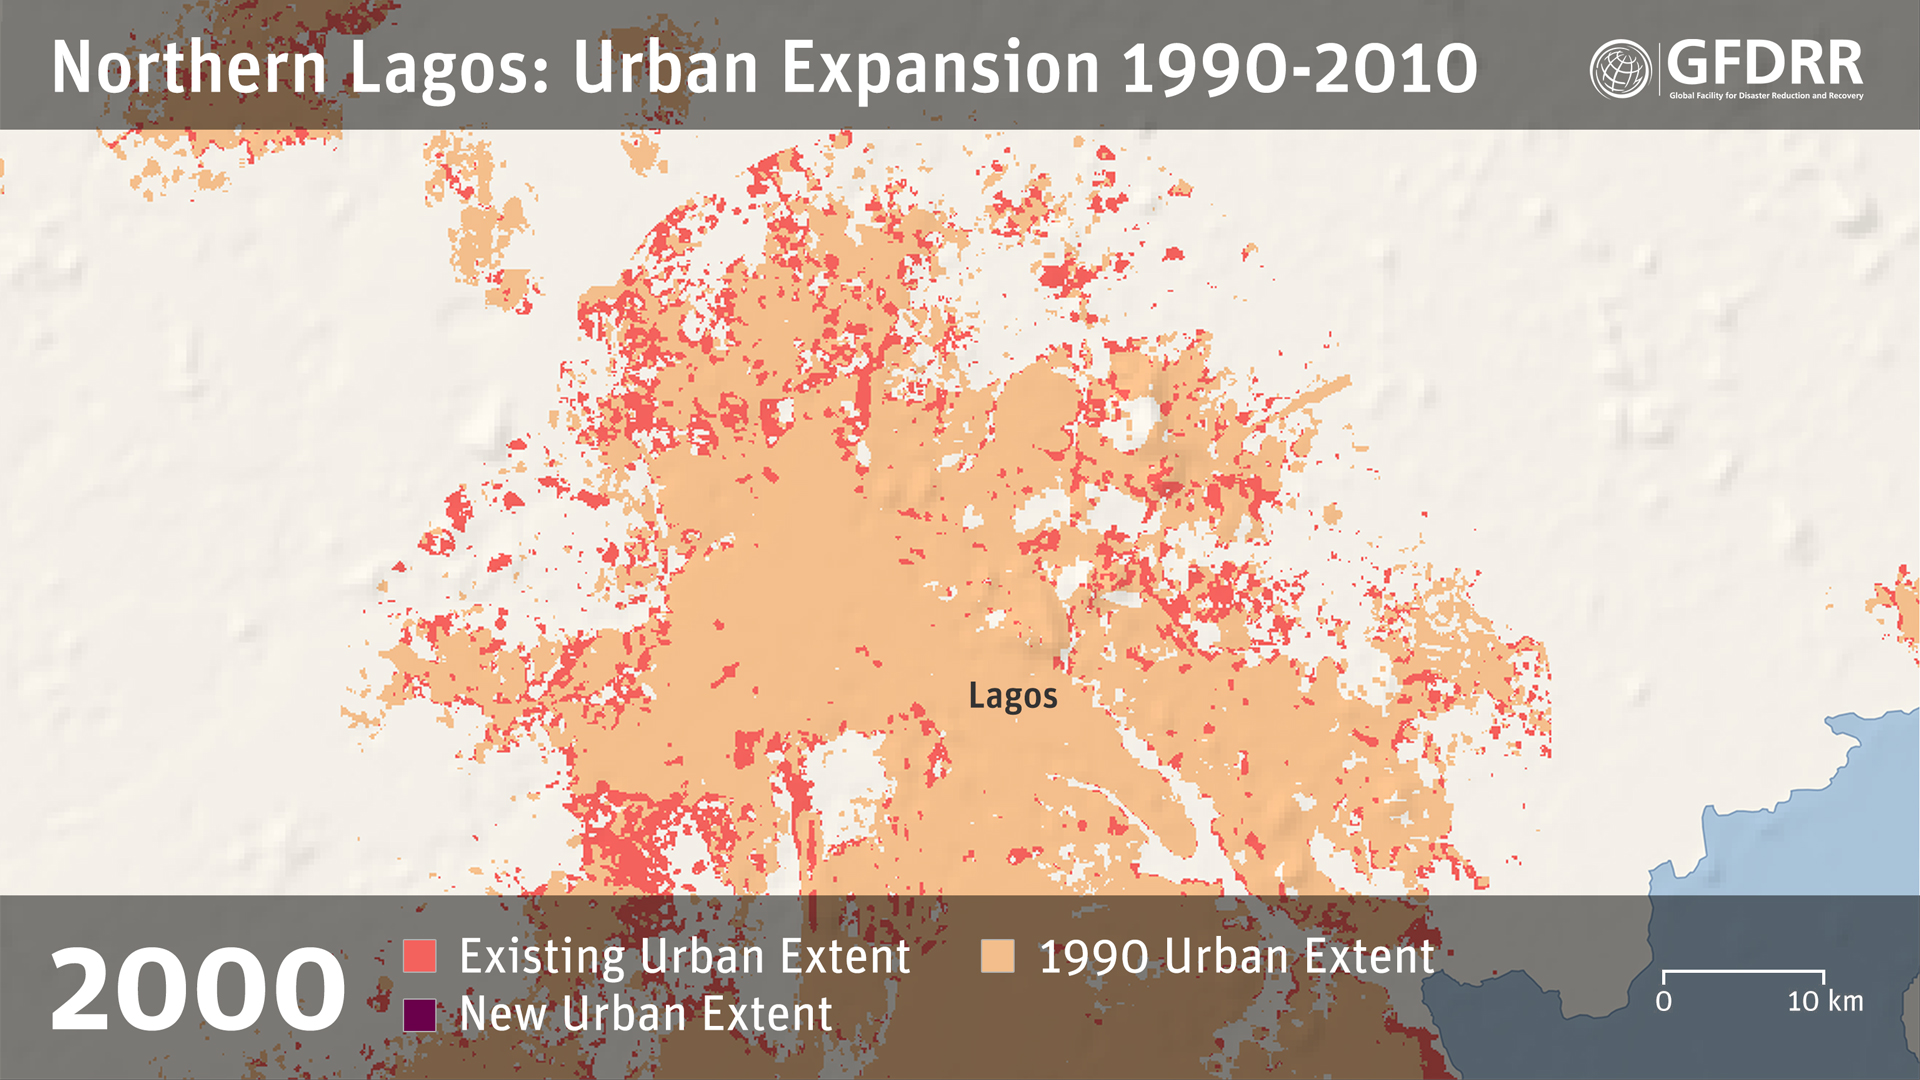 Northern Lagos: Urban Expansion 1990-2010
GFDRR
Global Facility for Disaster Reduction and Recovery
Lagos
2000
Existing Urban Extent
1990 Urban Extent
New Urban Extent
0 10 km